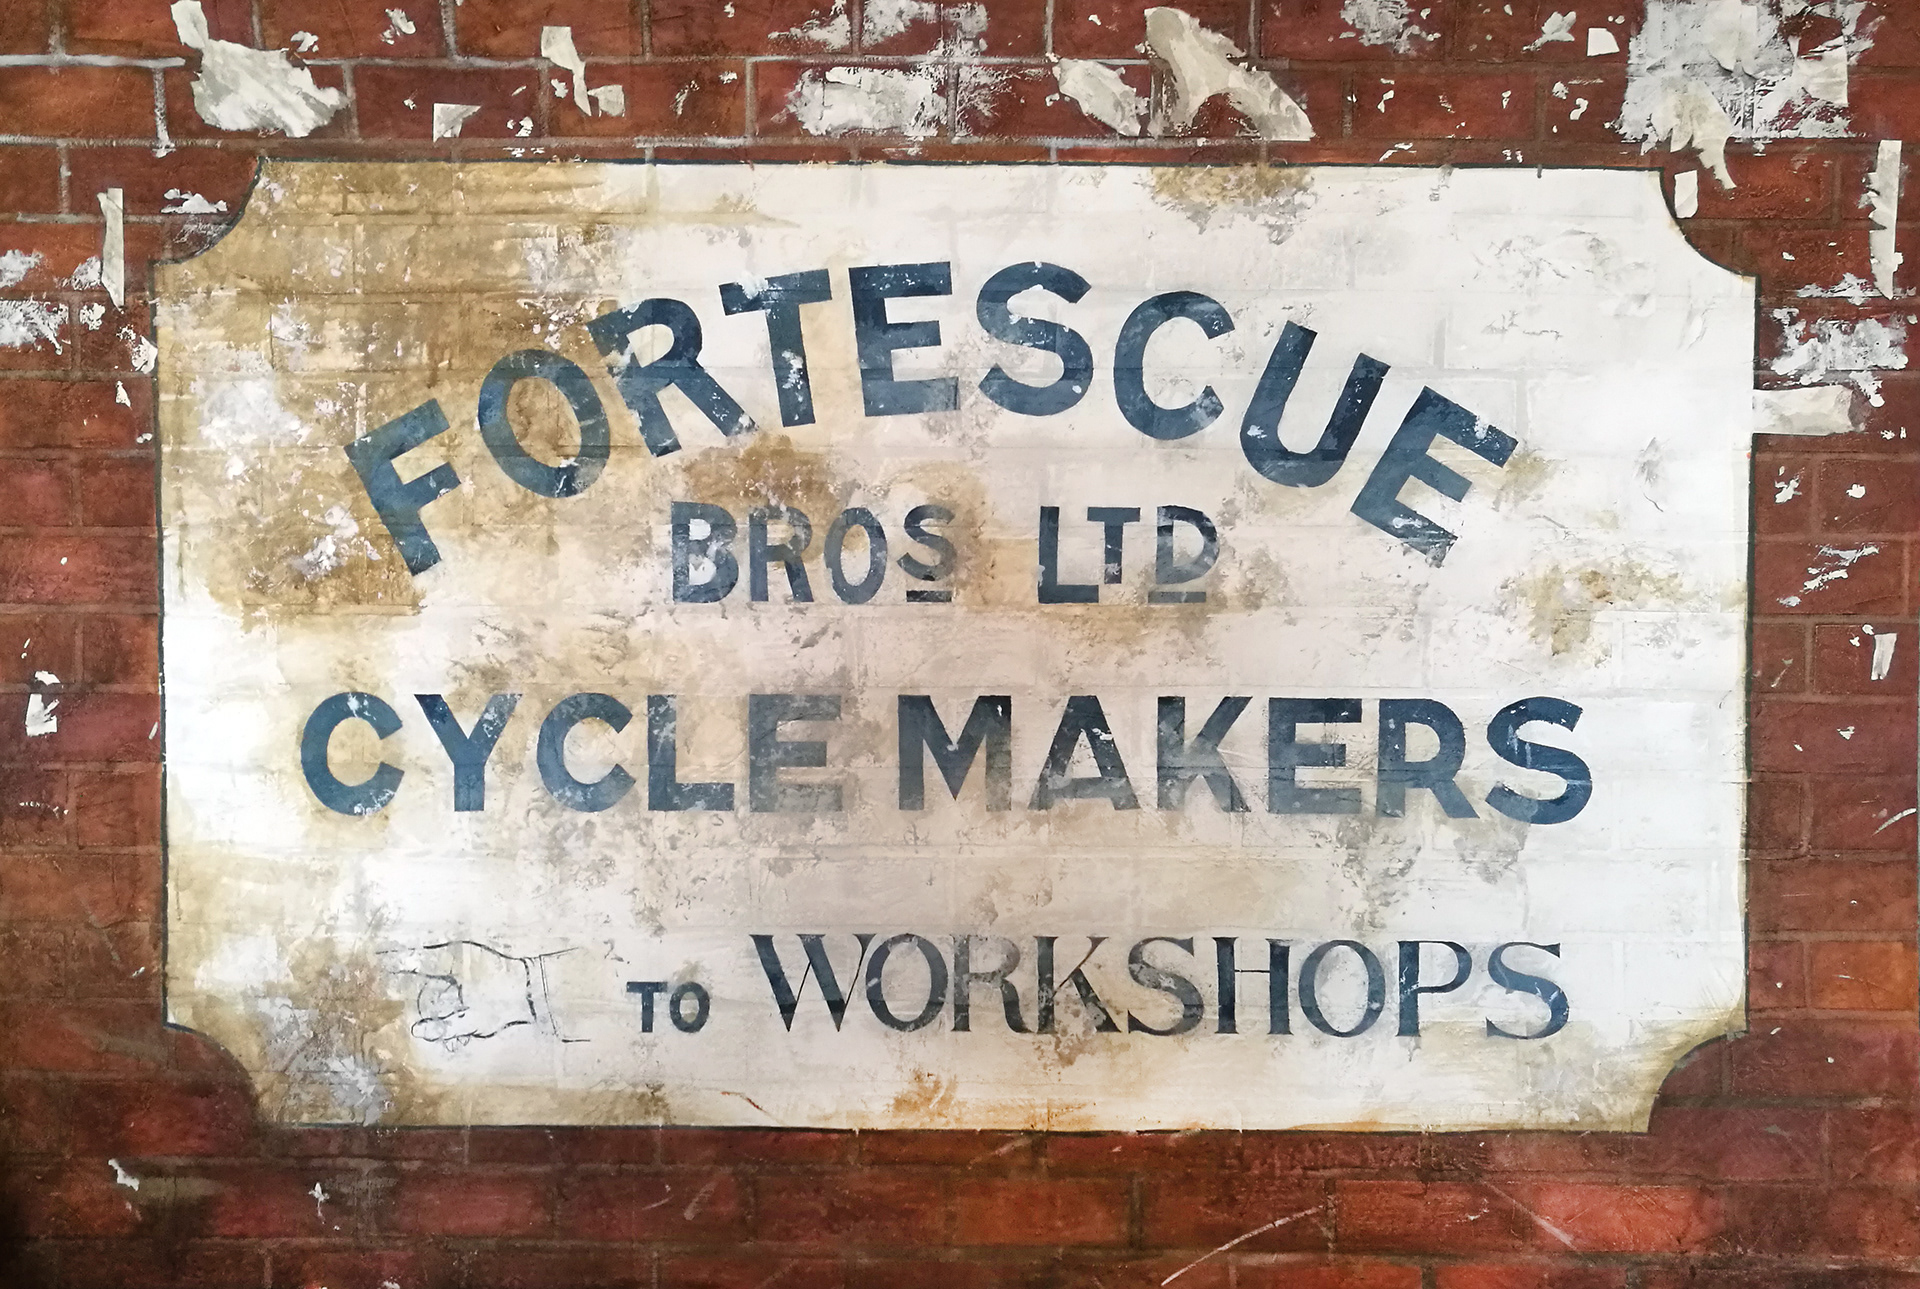 FORTESCUE
BROS LTD
CYCLE MAKERS
TO WORKSHOPS